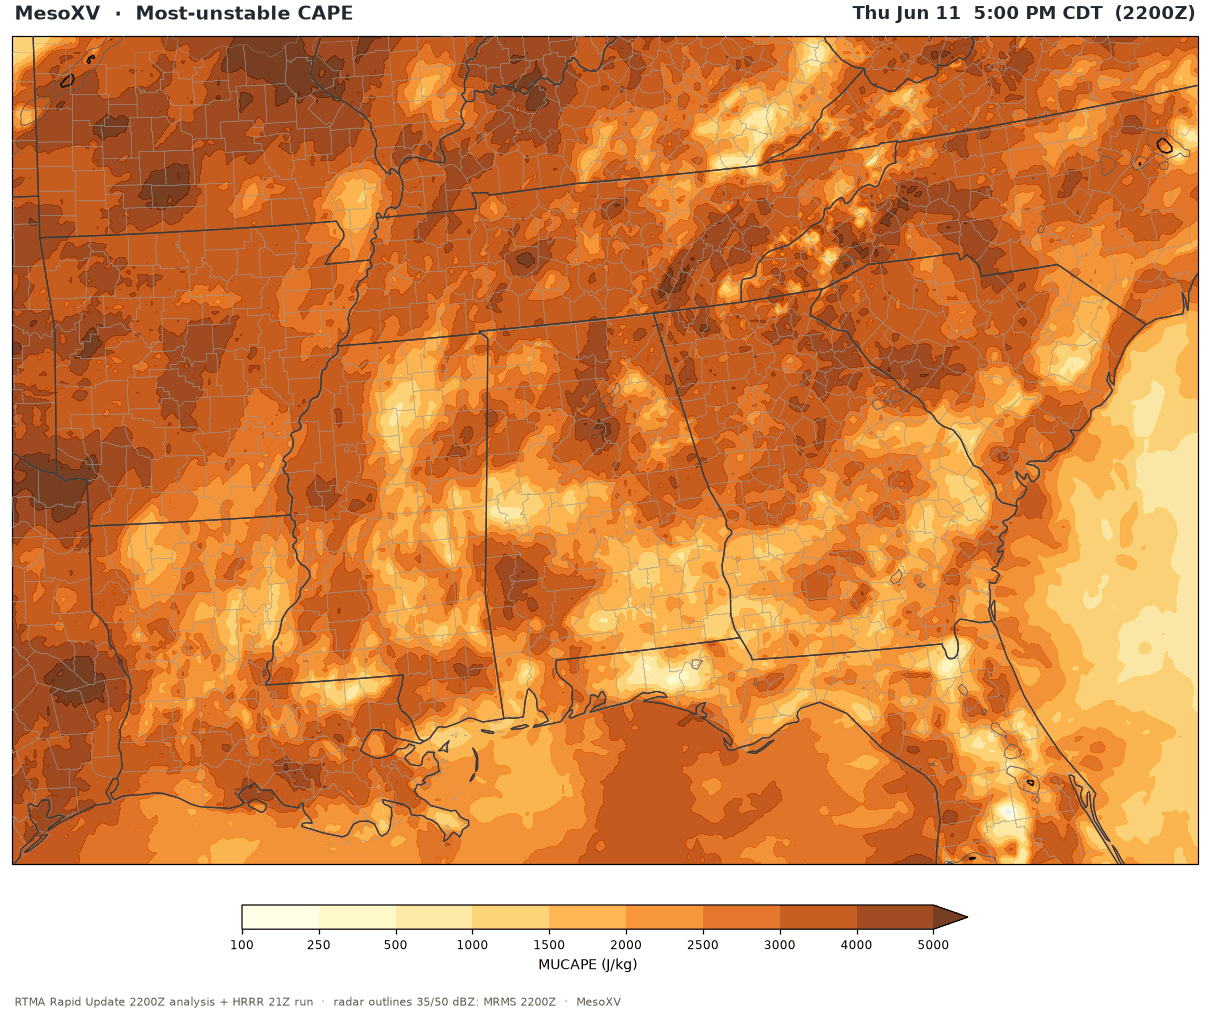 MesoXV · Most-unstable CAPE
Thu Jun 11 5:00 PM CDT (2200Z)
100 250 500 1000 1500 2000 2500 3000 4000 5000
MUCAPE (J/kg)
RTMA Rapid Update 2200Z analysis + HRRR 21Z run · radar outlines 35/50 dBZ: MRMS 2200Z · MesoXV